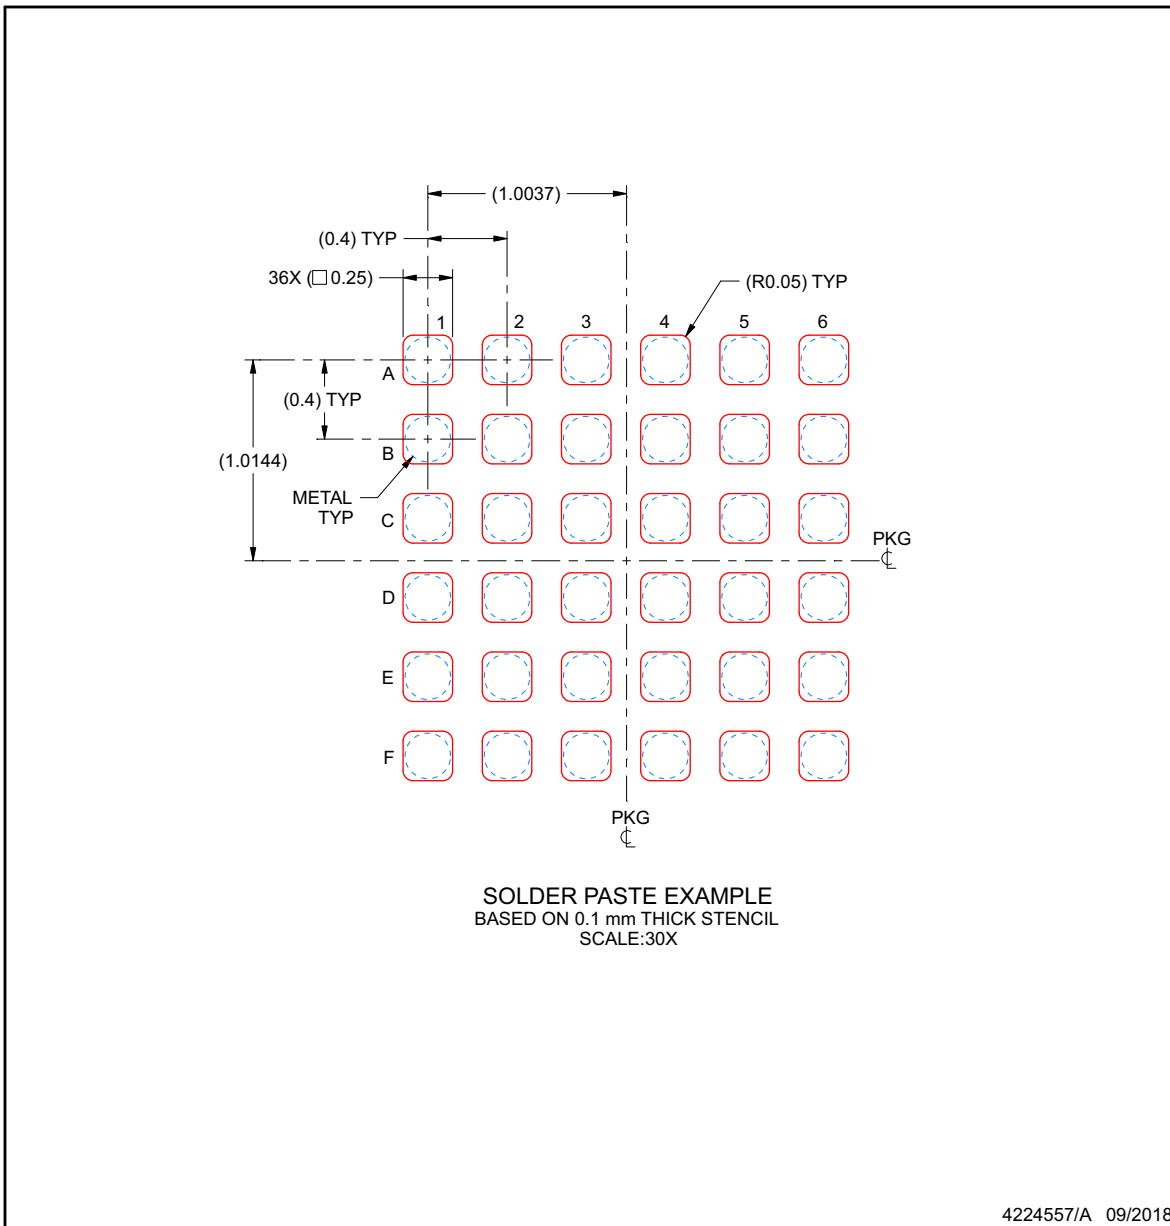 (1.0037)
(0.4) TYP
36X (□ 0.25)
(R0.05) TYP
1 2 3 4 5 6
A
(0.4) TYP
B
(1.0144)
METAL
TYP
C
PKG
℄
D
E
F
PKG
℄
SOLDER PASTE EXAMPLE
BASED ON 0.1 mm THICK STENCIL
SCALE:30X
4224557/A 09/2018